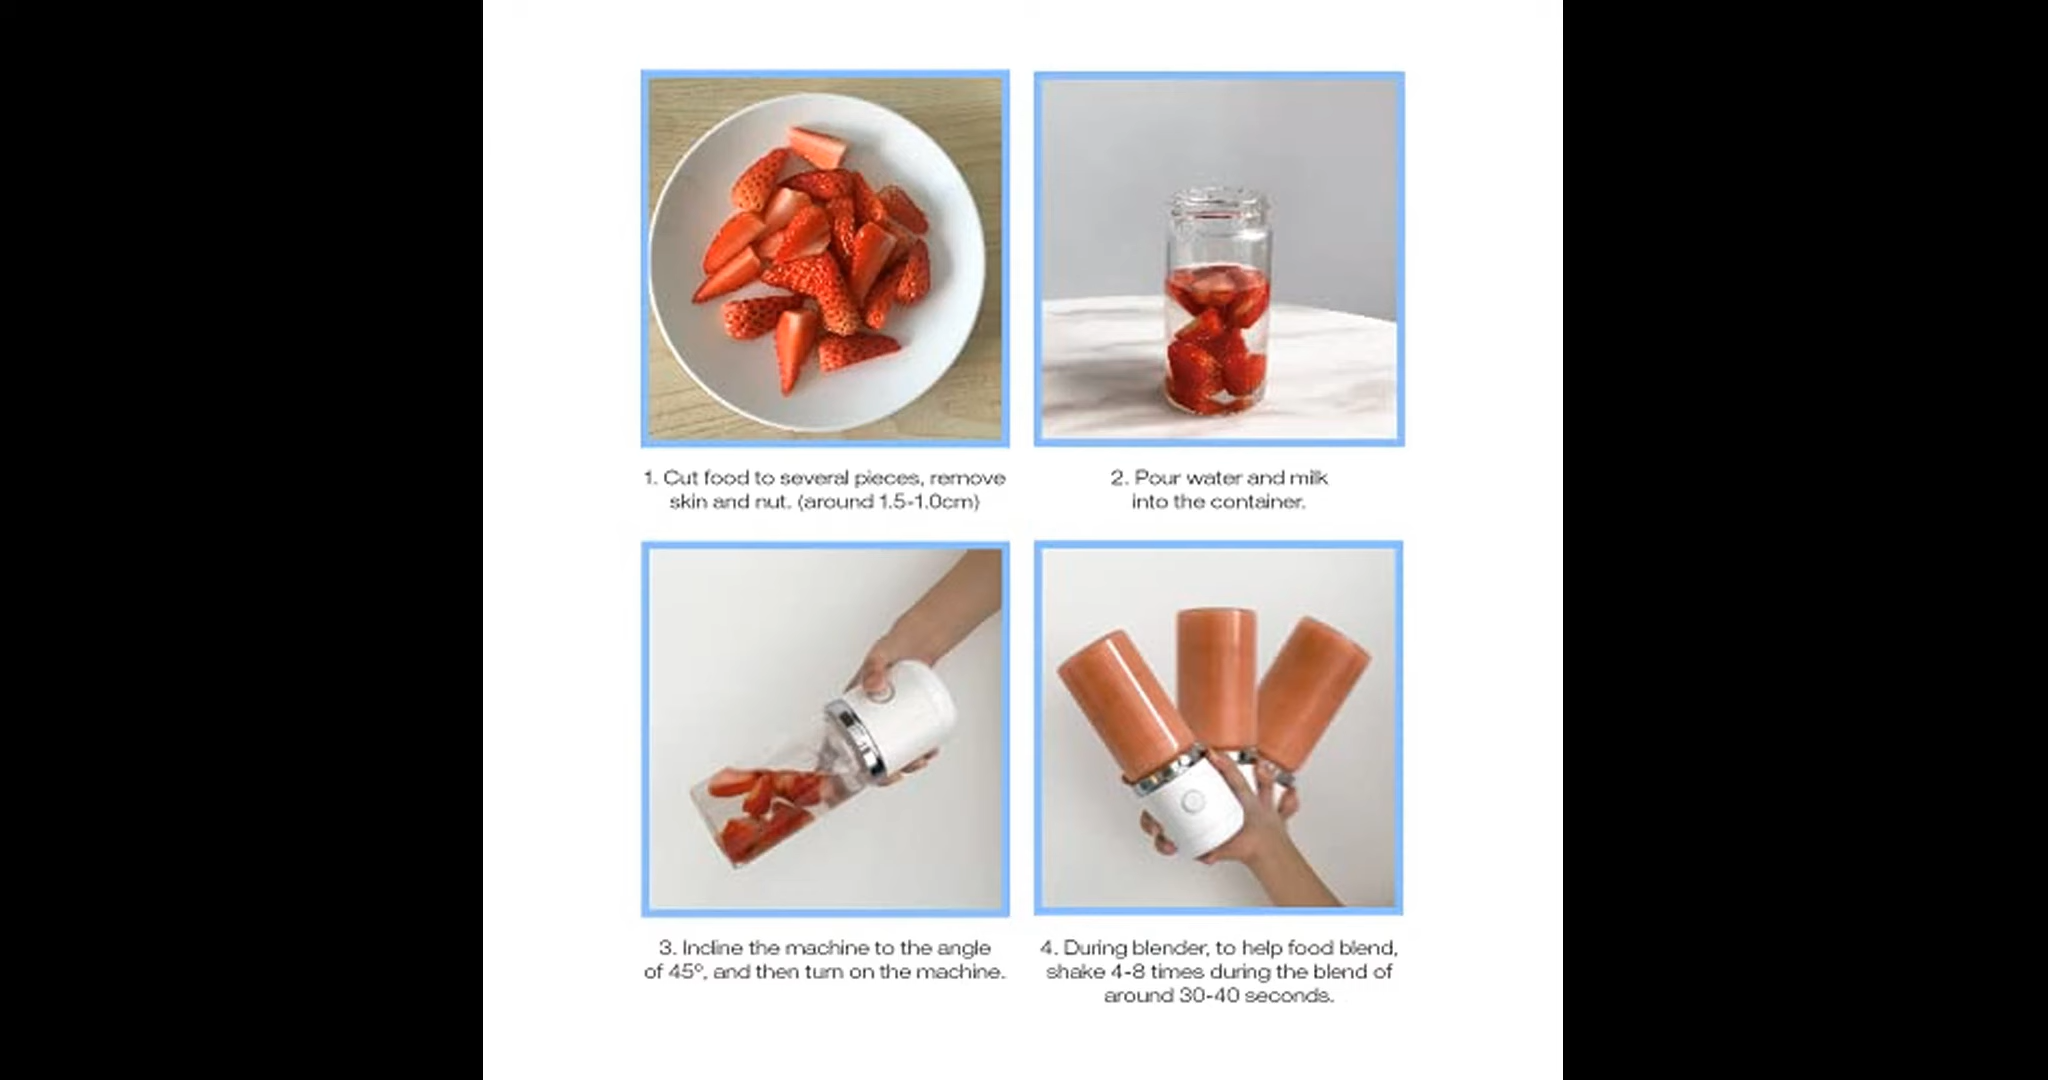 1. Cut food to several pieces, remove
skin and nut. (around 1.5-1.0cm)
2. Pour water and milk
into the container.
3. Incline the machine to the angle
of 45º, and then turn on the machine.
4. During blender, to help food blend,
shake 4-8 times during the blend of
around 30-40 seconds.